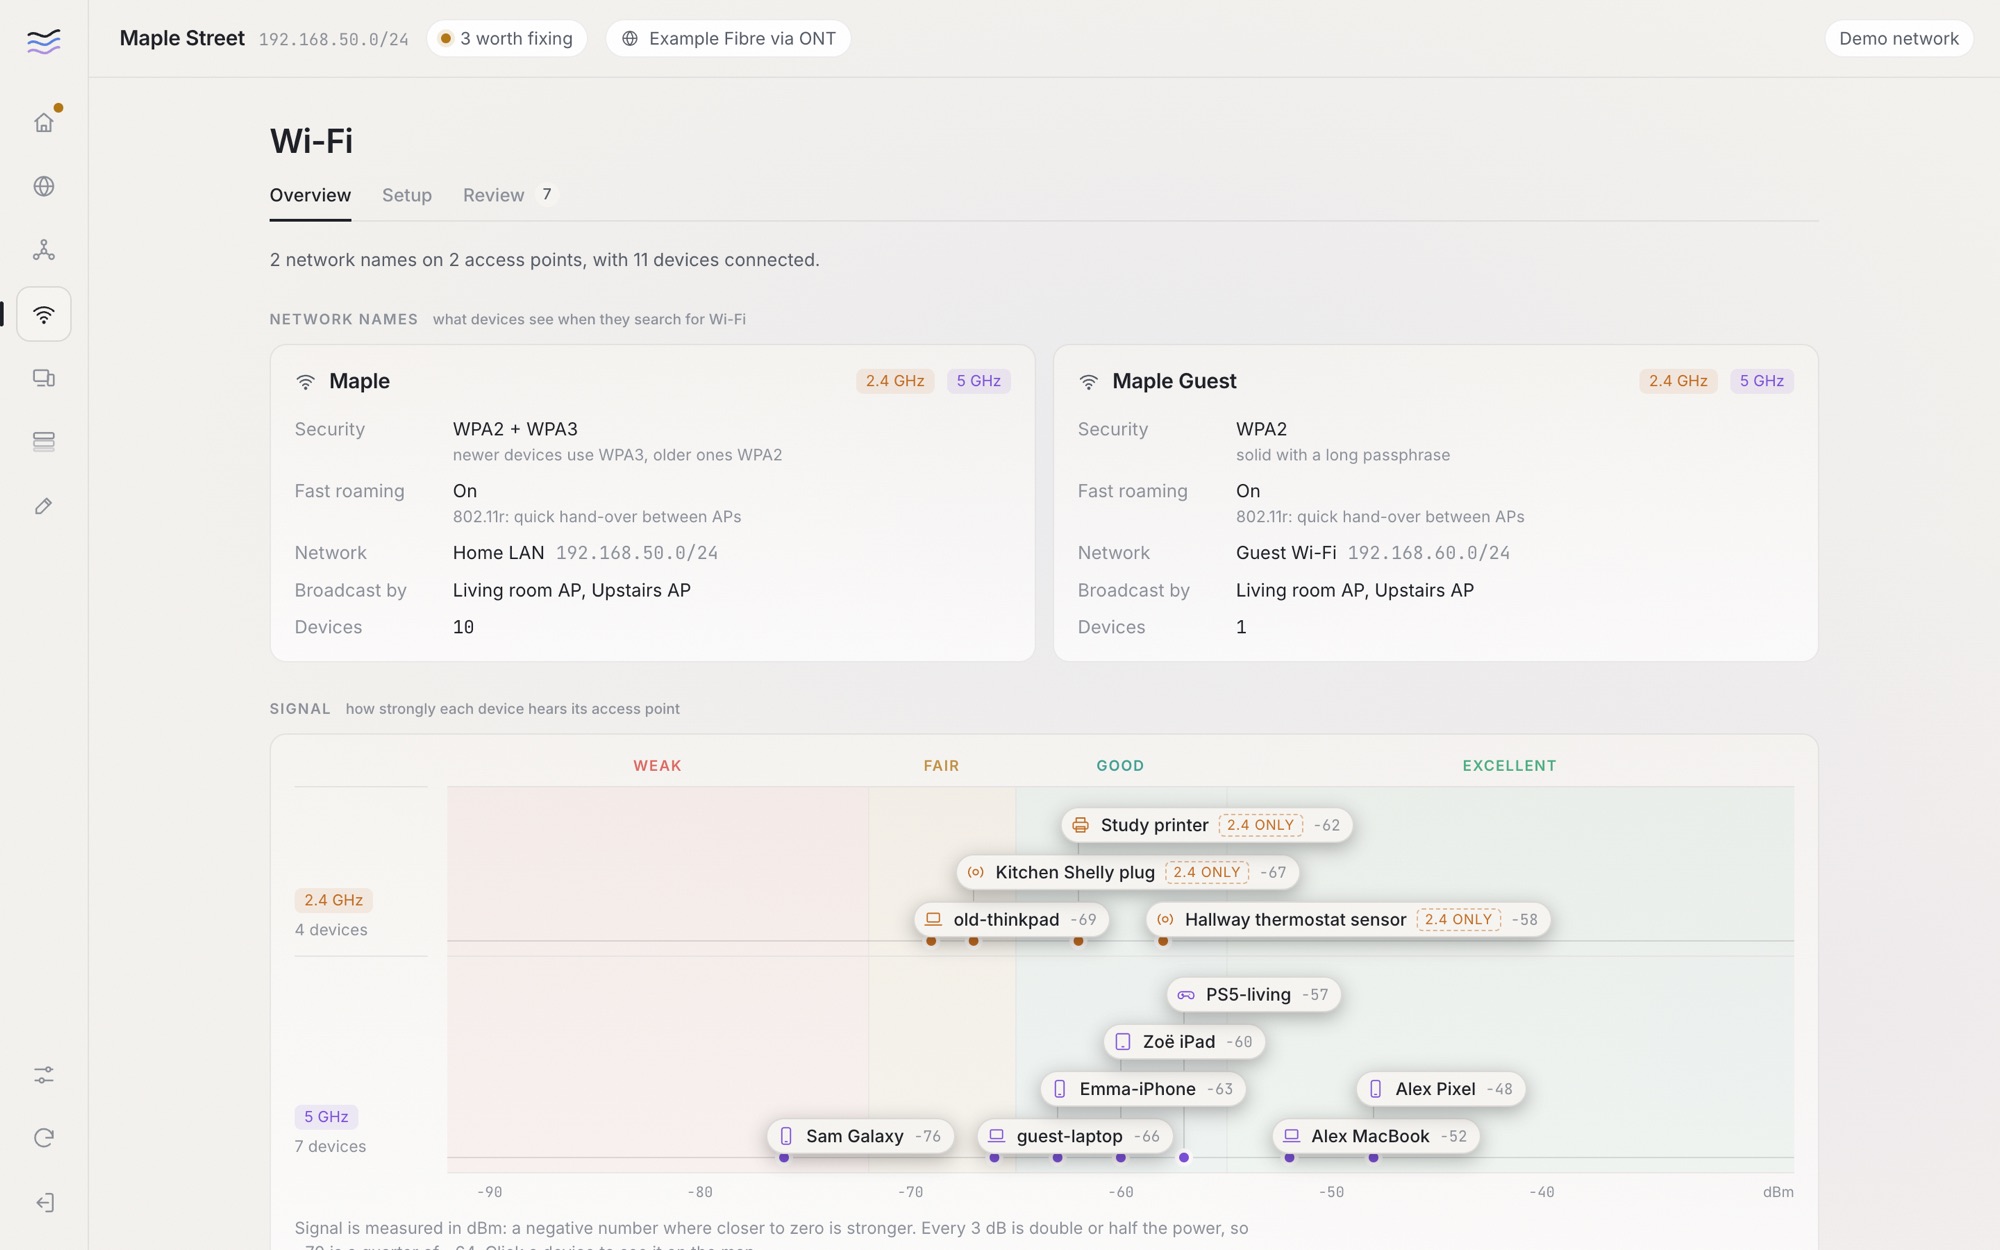 Maple Street 192.168.50.0/24 3 worth fixing Example Fibre via ONT Demo network
Wi-Fi
Overview Setup Review 7
2 network names on 2 access points, with 11 devices connected.
NETWORK NAMES what devices see when they search for Wi-Fi
Maple 2.4 GHz 5 GHz
Security WPA2 + WPA3
newer devices use WPA3, older ones WPA2
Fast roaming On
802.11r: quick hand-over between APs
Network Home LAN 192.168.50.0/24
Broadcast by Living room AP, Upstairs AP
Devices 10
Maple Guest 2.4 GHz 5 GHz
Security WPA2
solid with a long passphrase
Fast roaming On
802.11r: quick hand-over between APs
Network Guest Wi-Fi 192.168.60.0/24
Broadcast by Living room AP, Upstairs AP
Devices 1
SIGNAL how strongly each device hears its access point
WEAK FAIR GOOD EXCELLENT
Study printer 2.4 ONLY -62
Kitchen Shelly plug 2.4 ONLY -67
2.4 GHz
4 devices
old-thinkpad -69 Hallway thermostat sensor 2.4 ONLY -58
PS5-living -57
Zoë iPad -60
Emma-iPhone -63 Alex Pixel -48
5 GHz
7 devices
Sam Galaxy -76 guest-laptop -66 Alex MacBook -52
-90 -80 -70 -60 -50 -40 dBm
Signal is measured in dBm: a negative number where closer to zero is stronger. Every 3 dB is double or half the power, so